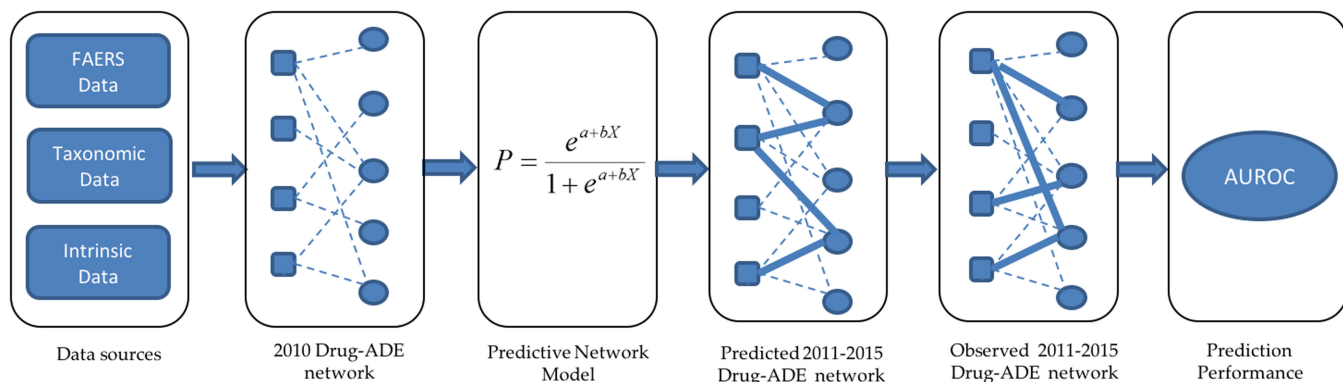 FAERS
Data
Taxonomic
Data
Intrinsic
Data
P = e^{a+bX} / 1 + e^{a+bX}
AUROC
Data sources
2010 Drug-ADE
network
Predictive Network
Model
Predicted 2011-2015
Drug-ADE network
Observed 2011-2015
Drug-ADE network
Prediction
Performance